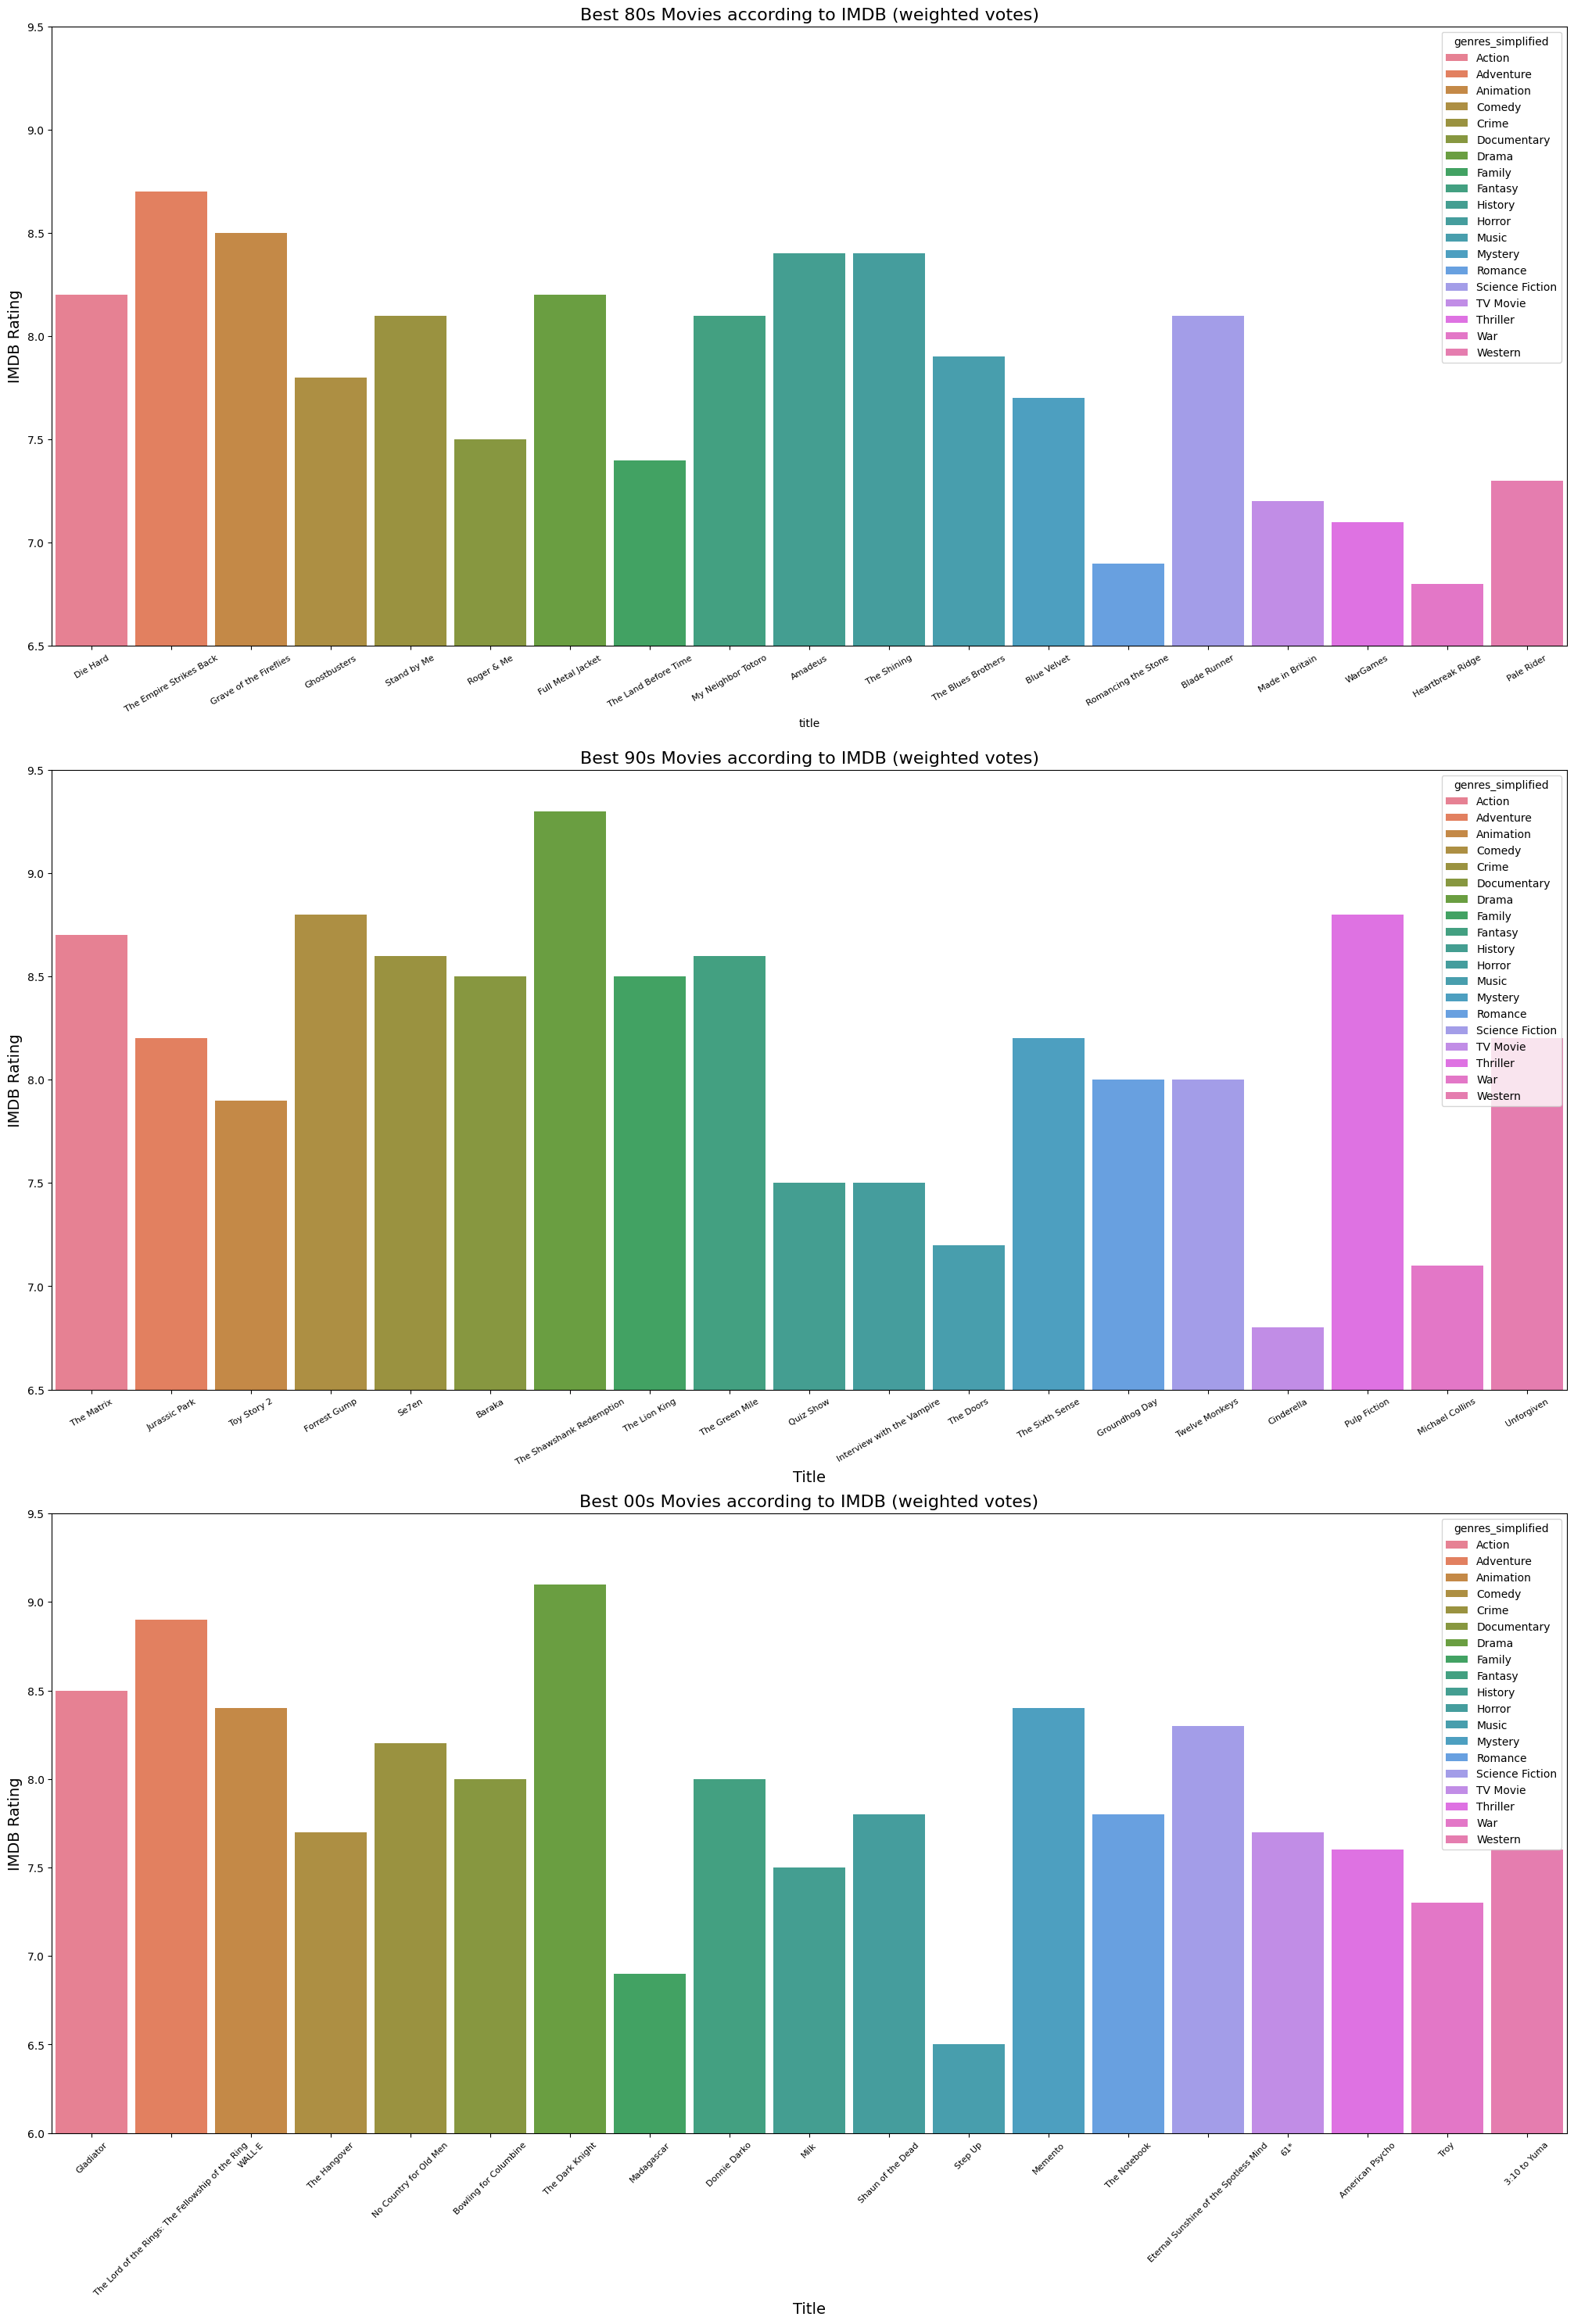 Best 80s Movies according to IMDB (weighted votes)
IMDB Rating
9.5
9.0
8.5
8.0
7.5
7.0
6.5
genres_simplified
Action
Adventure
Animation
Comedy
Crime
Documentary
Drama
Family
Fantasy
History
Horror
Music
Mystery
Romance
Science Fiction
TV Movie
Thriller
War
Western
Die Hard
The Empire Strikes Back
Grave of the Fireflies
Ghostbusters
Stand by Me
Roger & Me
Full Metal Jacket
The Land Before Time
My Neighbor Totoro
Amadeus
The Shining
The Blues Brothers
Blue Velvet
Romancing the Stone
Blade Runner
Made in Britain
WarGames
Heartbreak Ridge
Pale Rider
title
Best 90s Movies according to IMDB (weighted votes)
IMDB Rating
9.5
9.0
8.5
8.0
7.5
7.0
6.5
genres_simplified
Action
Adventure
Animation
Comedy
Crime
Documentary
Drama
Family
Fantasy
History
Horror
Music
Mystery
Romance
Science Fiction
TV Movie
Thriller
War
Western
The Matrix
Jurassic Park
Toy Story 2
Forrest Gump
Se7en
Baraka
The Shawshank Redemption
The Lion King
The Green Mile
Quiz Show
Interview with the Vampire
The Doors
The Sixth Sense
Groundhog Day
Twelve Monkeys
Cinderella
Pulp Fiction
Michael Collins
Unforgiven
Title
Best 00s Movies according to IMDB (weighted votes)
IMDB Rating
9.5
9.0
8.5
8.0
7.5
7.0
6.5
6.0
genres_simplified
Action
Adventure
Animation
Comedy
Crime
Documentary
Drama
Family
Fantasy
History
Horror
Music
Mystery
Romance
Science Fiction
TV Movie
Thriller
War
Western
Gladiator
The Lord of the Rings: The Fellowship of the Ring
WALL·E
The Hangover
No Country for Old Men
Bowling for Columbine
The Dark Knight
Madagascar
Donnie Darko
Milk
Shaun of the Dead
Step Up
Memento
The Notebook
Eternal Sunshine of the Spotless Mind
61*
American Psycho
Troy
3:10 to Yuma
Title